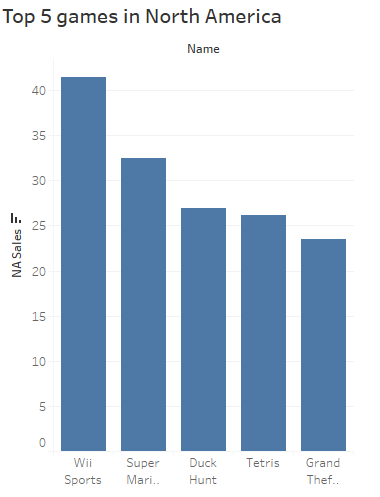 Top 5 games in North America
Name
NA Sales
40
35
30
25
20
15
10
5
0
Wii
Sports
Super
Mari..
Duck
Hunt
Tetris
Grand
Thef..